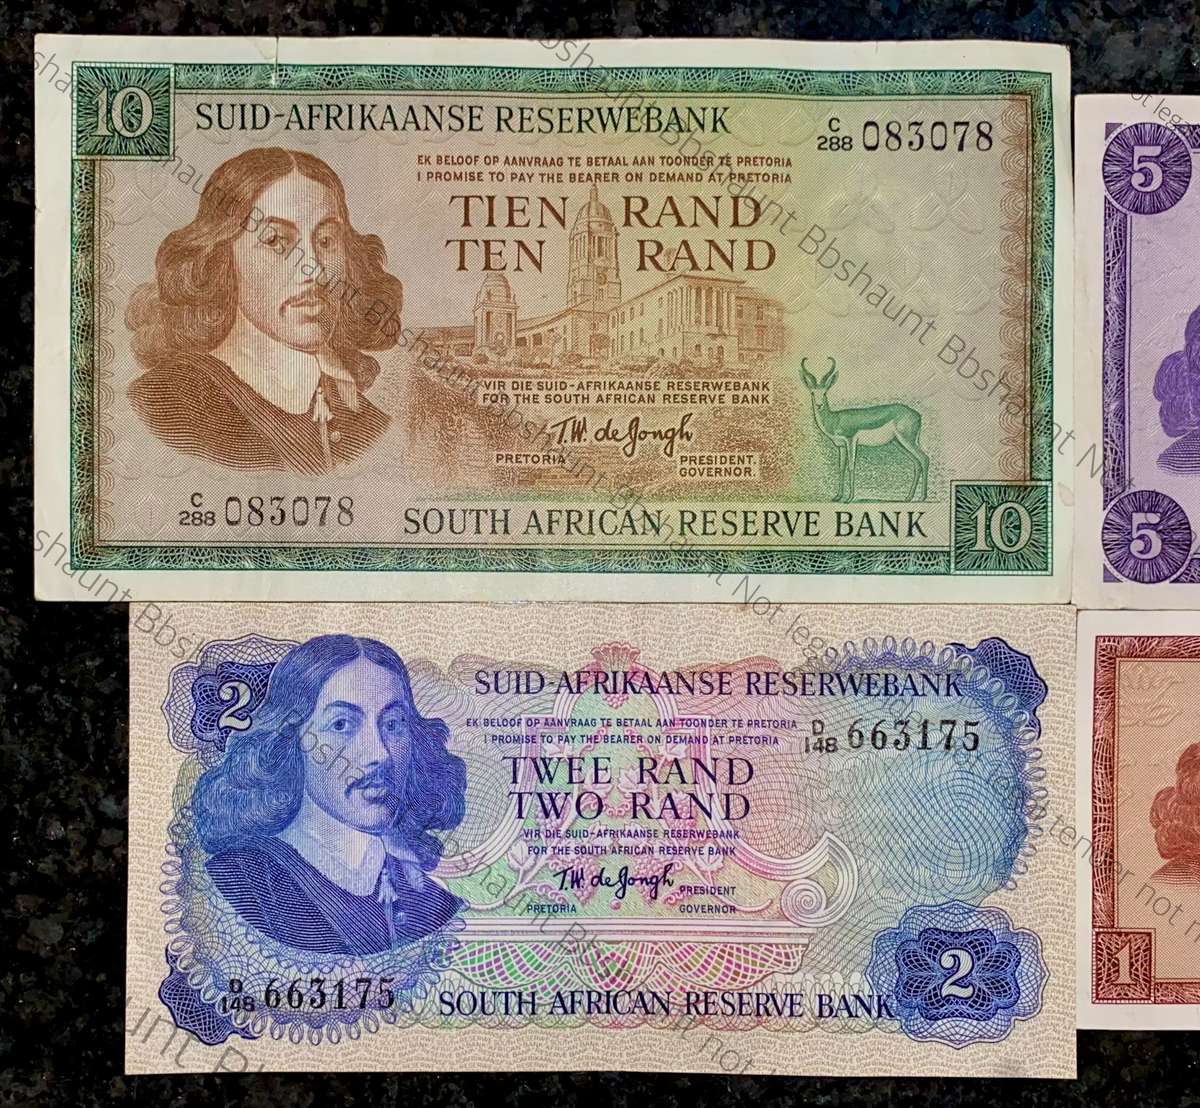 10
SUID-AFRIKAANSE RESERWEBANK
C/288 083078
EK BELOOF OP AANVRAAG TE BETAAL AAN TOONDER TE PRETORIA
I PROMISE TO PAY THE BEARER ON DEMAND AT PRETORIA
TIEN RAND
TEN RAND
VIR DIE SUID-AFRIKAANSE RESERWEBANK
FOR THE SOUTH AFRICAN RESERVE BANK
T.W. de Jongh
PRETORIA PRESIDENT.
GOVERNOR.
C/288 083078
SOUTH AFRICAN RESERVE BANK
10
5
5
2
SUID-AFRIKAANSE RESERWEBANK
EK BELOOF OP AANVRAAG TE BETAAL AAN TOONDER TE PRETORIA
I PROMISE TO PAY THE BEARER ON DEMAND AT PRETORIA
D/148 663175
TWEE RAND
TWO RAND
VIR DIE SUID-AFRIKAANSE RESERWEBANK
FOR THE SOUTH AFRICAN RESERVE BANK
T.W. de Jongh
PRESIDENT
PRETORIA GOVERNOR
D/148 663175
SOUTH AFRICAN RESERVE BANK
2
1